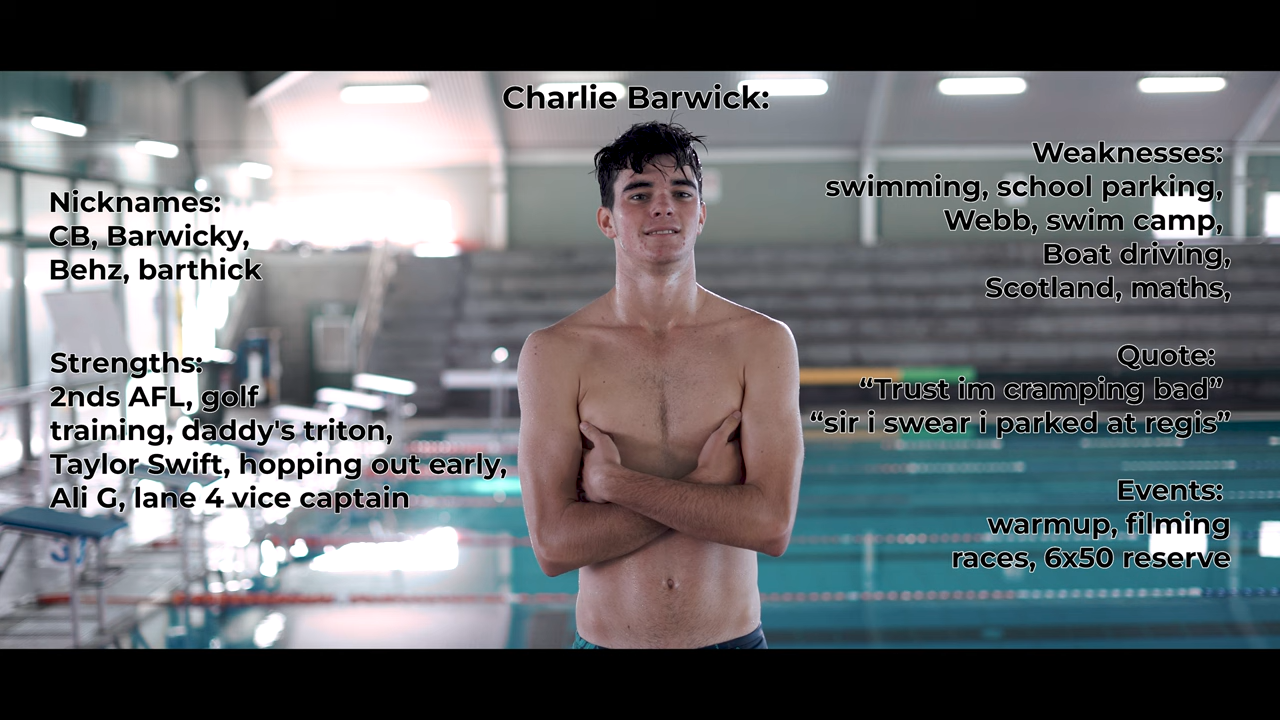 Charlie Barwick:
Nicknames:
CB, Barwicky,
Behz, barthick
Strengths:
2nds AFL, golf
training, daddy's triton,
Taylor Swift, hopping out early,
Ali G, lane 4 vice captain
Weaknesses:
swimming, school parking,
Webb, swim camp,
Boat driving,
Scotland, maths,
Quote:
“Trust im cramping bad”
“sir i swear i parked at regis”
Events:
warmup, filming
races, 6x50 reserve